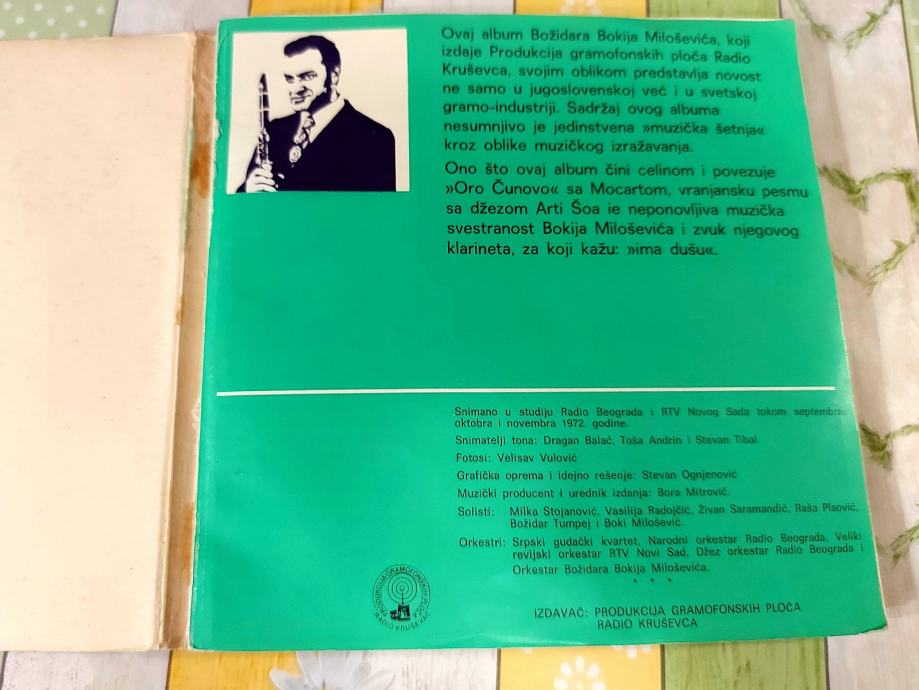 Ovaj album Božidara Bokija Miloševića, koji
izdaje Produkcija gramofonskih ploča Radio
Kruševca, svojim oblikom predstavlja novost
ne samo u jugoslovenskoj već i u svetskoj
gramo-industriji. Sadržaj ovog albuma
nesumnjivo je jedinstvena »muzička šetnja«
kroz oblike muzičkog izražavanja.
Ono što ovaj album čini celinom i povezuje
»Oro Čunovo« sa Mocartom, vranjansku pesmu
sa džezom Arti Šoa ie neponovljiva muzička
svestranost Bokija Miloševića i zvuk njegovog
klarineta, za koji kažu: »ima dušu«.
Snimano u studiju Radio Beograda i RTV Novog Sada tokom septembra,
oktobra i novembra 1972. godine.
Snimatelji tona: Dragan Balać, Toša Andrin i Stevan Tibai
Fotosi: Velisav Vulović
Grafička oprema i idejno rešenje: Stevan Ognjenović
Muzički producent i urednik izdanja: Bora Mitrović.
Solisti: Milka Stojanović, Vasilija Radojčić, Živan Saramandić, Raša Plaović,
Božidar Tumpej i Boki Milošević.
Orkestri: Srpski gudački kvartet, Narodni orkestar Radio Beograda, Veliki
revijski orkestar RTV Novi Sad, Džez orkestar Radio Beograda i
Orkestar Božidara Bokija Miloševića.
* * *
PRODUKCIJA GRAMOFONSKIH PLOČA
RADIO KRUŠEVAC
IZDAVAČ: PRODUKCIJA GRAMOFONSKIH PLOČA
RADIO KRUŠEVCA